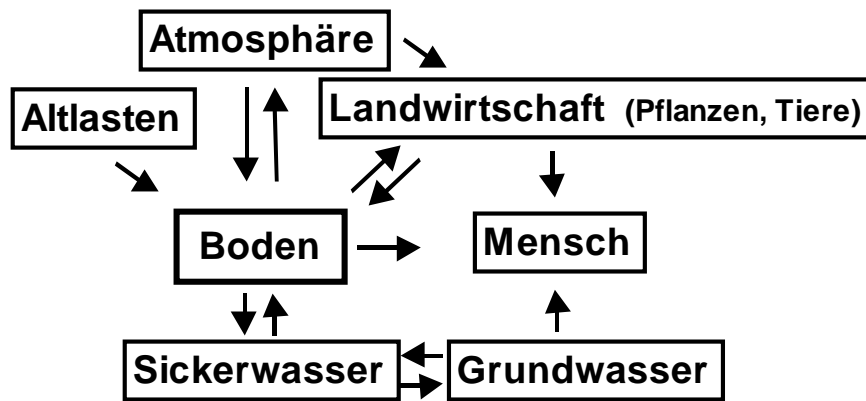 Atmosphäre
Altlasten
Landwirtschaft (Pflanzen, Tiere)
Boden
Mensch
Sickerwasser
Grundwasser